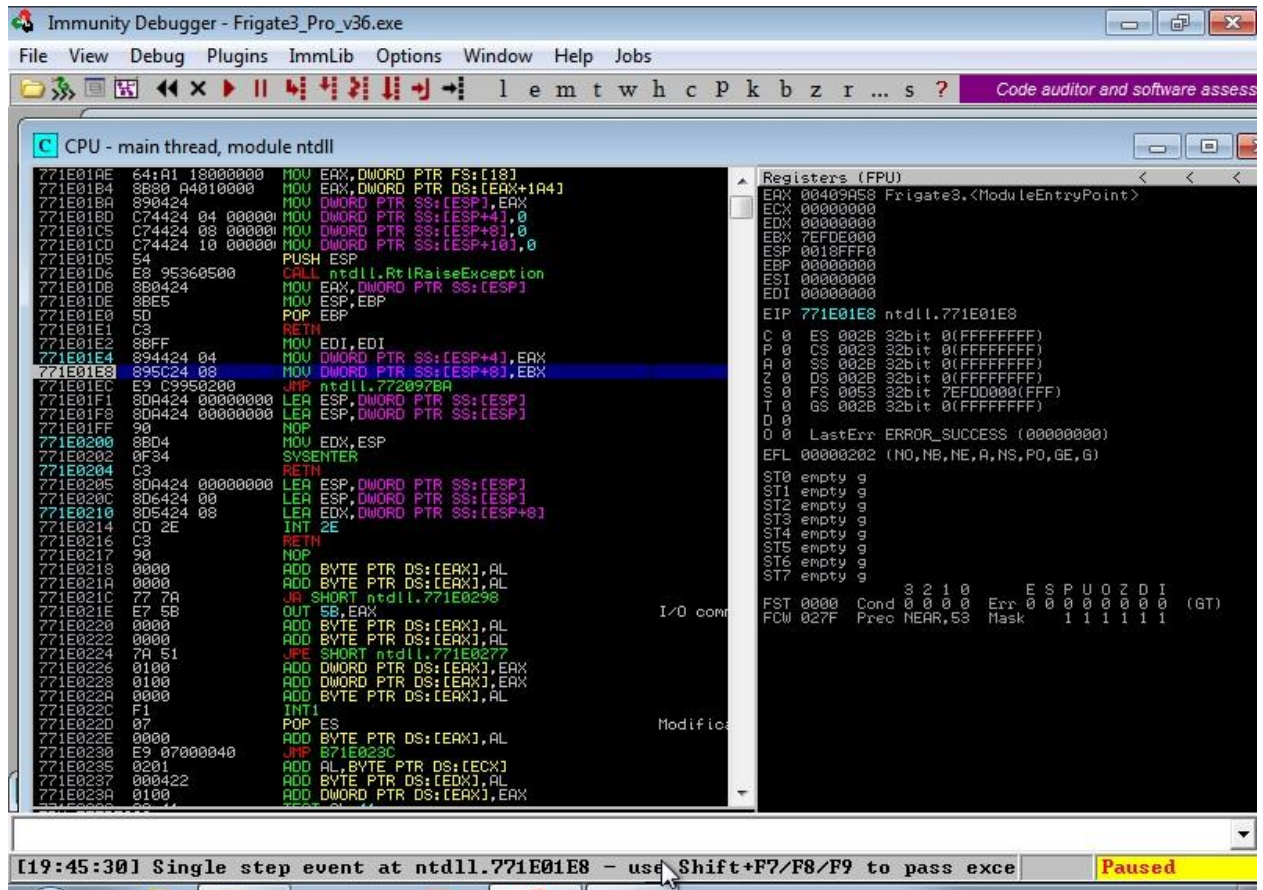 Immunity Debugger - Frigate3_Pro_v36.exe
File View Debug Plugins ImmLib Options Window Help Jobs
l e m t w h c P k b z r ... s ? Code auditor and software assess
C CPU - main thread, module ntdll
771E01AE 64:A1 18000000 MOV EAX,DWORD PTR FS:[18]
771E01B4 8B80 A4010000 MOV EAX,DWORD PTR DS:[EAX+1A4]
771E01BA 890424 MOV DWORD PTR SS:[ESP],EAX
771E01BD C74424 04 00000 MOV DWORD PTR SS:[ESP+4],0
771E01C5 C74424 08 00000 MOV DWORD PTR SS:[ESP+8],0
771E01CD C74424 10 00000 MOV DWORD PTR SS:[ESP+10],0
771E01D5 54 PUSH ESP
771E01D6 E8 95360500 CALL ntdll.RtlRaiseException
771E01DB 8B0424 MOV EAX,DWORD PTR SS:[ESP]
771E01DE 8BE5 MOV ESP,EBP
771E01E0 5D POP EBP
771E01E1 C3 RETN
771E01E2 8BFF MOV EDI,EDI
771E01E4 894424 04 MOV DWORD PTR SS:[ESP+4],EAX
771E01E8 895C24 08 MOV DWORD PTR SS:[ESP+8],EBX
771E01EC E9 C9950200 JMP ntdll.772097BA
771E01F1 8DA424 00000000 LEA ESP,DWORD PTR SS:[ESP]
771E01F8 8DA424 00000000 LEA ESP,DWORD PTR SS:[ESP]
771E01FF 90 NOP
771E0200 8BD4 MOV EDX,ESP
771E0202 0F34 SYSENTER
771E0204 C3 RETN
771E0205 8DA424 00000000 LEA ESP,DWORD PTR SS:[ESP]
771E020C 8D6424 00 LEA ESP,DWORD PTR SS:[ESP]
771E0210 8D5424 08 LEA EDX,DWORD PTR SS:[ESP+8]
771E0214 CD 2E INT 2E
771E0216 C3 RETN
771E0217 90 NOP
771E0218 0000 ADD BYTE PTR DS:[EAX],AL
771E021A 0000 ADD BYTE PTR DS:[EAX],AL
771E021C 77 7A JA SHORT ntdll.771E0298
771E021E E7 5B OUT 5B,EAX I/O comm
771E0220 0000 ADD BYTE PTR DS:[EAX],AL
771E0222 0000 ADD BYTE PTR DS:[EAX],AL
771E0224 7A 51 JPE SHORT ntdll.771E0277
771E0226 0100 ADD DWORD PTR DS:[EAX],EAX
771E0228 0100 ADD DWORD PTR DS:[EAX],EAX
771E022A 0000 ADD BYTE PTR DS:[EAX],AL
771E022C F1 INT1
771E022D 07 POP ES Modifica
771E022E 0000 ADD BYTE PTR DS:[EAX],AL
771E0230 E9 07000040 JMP B71E023C
771E0235 0201 ADD AL,BYTE PTR DS:[ECX]
771E0237 000422 ADD BYTE PTR DS:[EDX],AL
771E023A 0100 ADD DWORD PTR DS:[EAX],EAX
Registers (FPU) < < <
EAX 00409A58 Frigate3.<ModuleEntryPoint>
ECX 00000000
EDX 00000000
EBX 7EFDE000
ESP 0018FFF0
EBP 00000000
ESI 00000000
EDI 00000000
EIP 771E01E8 ntdll.771E01E8
C 0 ES 002B 32bit 0(FFFFFFFF)
P 0 CS 0023 32bit 0(FFFFFFFF)
A 0 SS 002B 32bit 0(FFFFFFFF)
Z 0 DS 002B 32bit 0(FFFFFFFF)
S 0 FS 0053 32bit 7EFDD000(FFF)
T 0 GS 002B 32bit 0(FFFFFFFF)
D 0
O 0 LastErr ERROR_SUCCESS (00000000)
EFL 00000202 (NO,NB,NE,A,NS,PO,GE,G)
ST0 empty g
ST1 empty g
ST2 empty g
ST3 empty g
ST4 empty g
ST5 empty g
ST6 empty g
ST7 empty g
3 2 1 0 E S P U O Z D I
FST 0000 Cond 0 0 0 0 Err 0 0 0 0 0 0 0 0 (GT)
FCW 027F Prec NEAR,53 Mask 1 1 1 1 1 1
[19:45:30] Single step event at ntdll.771E01E8 - use Shift+F7/F8/F9 to pass exce Paused